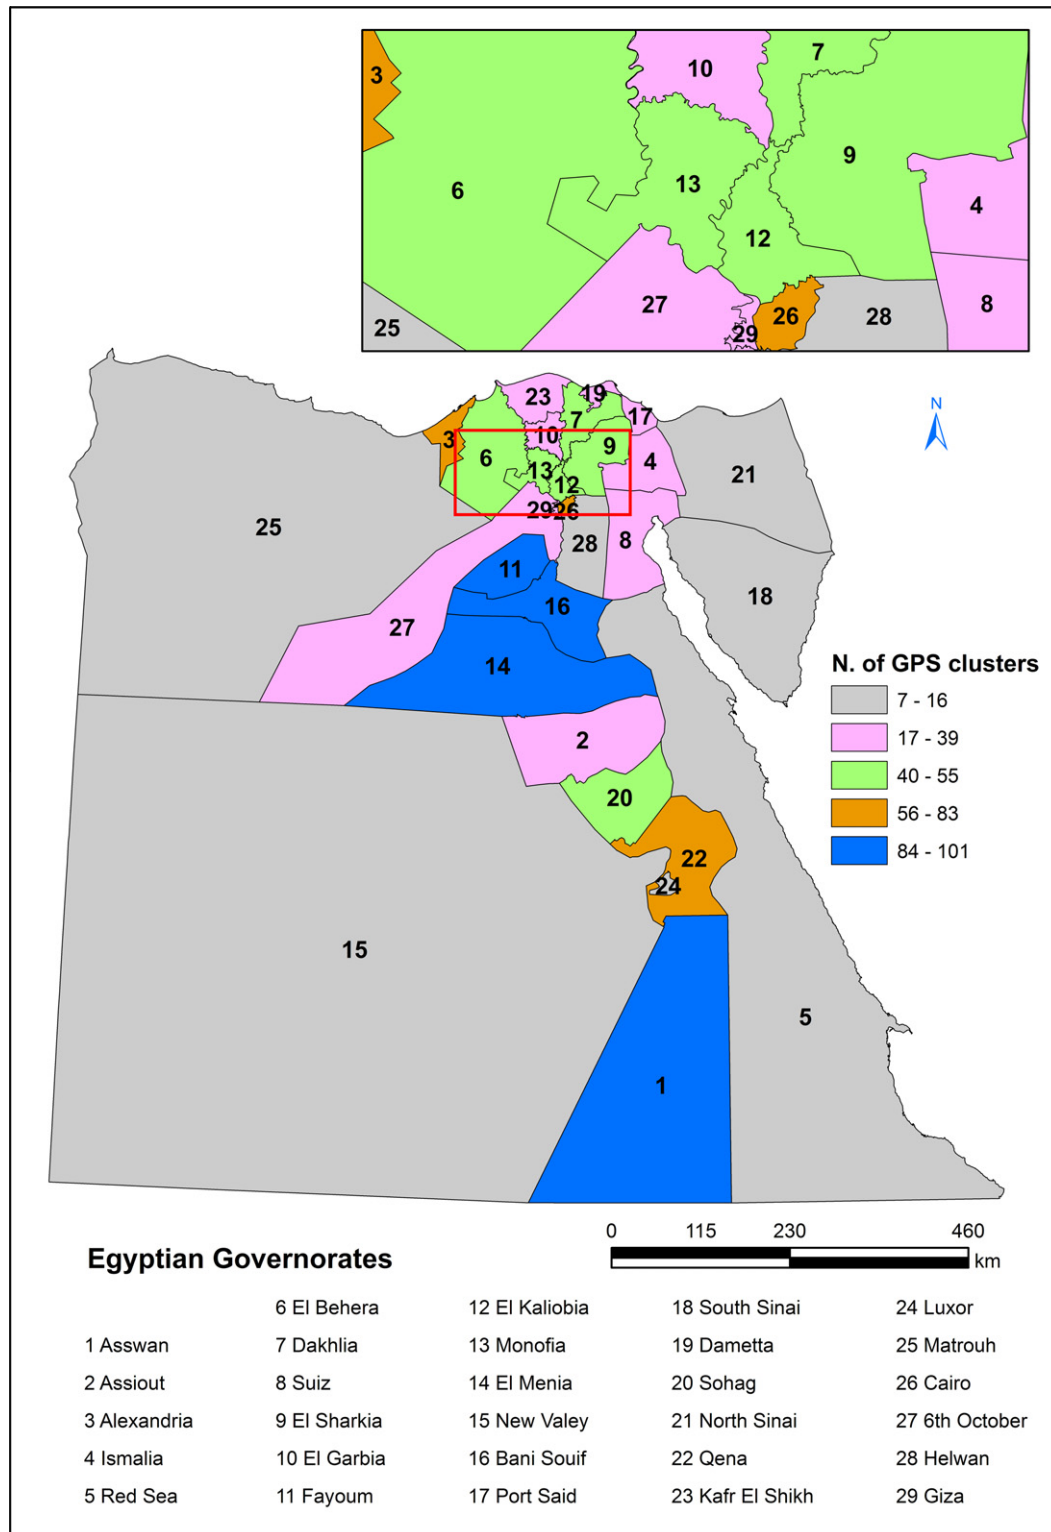 3
10
7
6
13
9
4
12
27
29
26
28
8
25
N
23
19
17
3
10
7
9
6
13
12
4
21
25
29
26
28
8
11
16
18
27
14
N. of GPS clusters
7 - 16
17 - 39
40 - 55
56 - 83
84 - 101
2
20
22
24
15
5
1
0 115 230 460
km
Egyptian Governorates
6 El Behera 12 El Kaliobia 18 South Sinai 24 Luxor
1 Asswan 7 Dakhlia 13 Monofia 19 Dametta 25 Matrouh
2 Assiout 8 Suiz 14 El Menia 20 Sohag 26 Cairo
3 Alexandria 9 El Sharkia 15 New Valey 21 North Sinai 27 6th October
4 Ismalia 10 El Garbia 16 Bani Souif 22 Qena 28 Helwan
5 Red Sea 11 Fayoum 17 Port Said 23 Kafr El Shikh 29 Giza